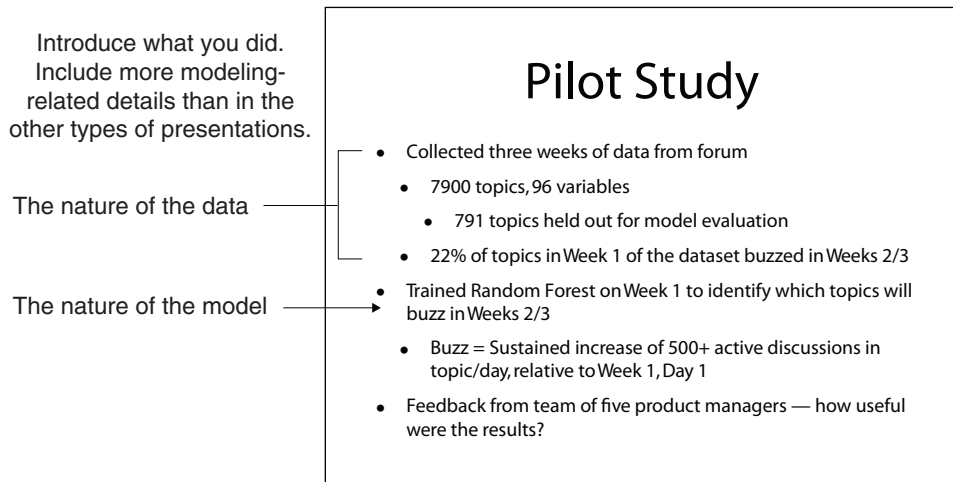 Introduce what you did.
Include more modeling-
related details than in the
other types of presentations.
The nature of the data
The nature of the model
Pilot Study
• Collected three weeks of data from forum
• 7900 topics, 96 variables
• 791 topics held out for model evaluation
• 22% of topics in Week 1 of the dataset buzzed in Weeks 2/3
• Trained Random Forest on Week 1 to identify which topics will
buzz in Weeks 2/3
• Buzz = Sustained increase of 500+ active discussions in
topic/day, relative to Week 1, Day 1
• Feedback from team of five product managers — how useful
were the results?